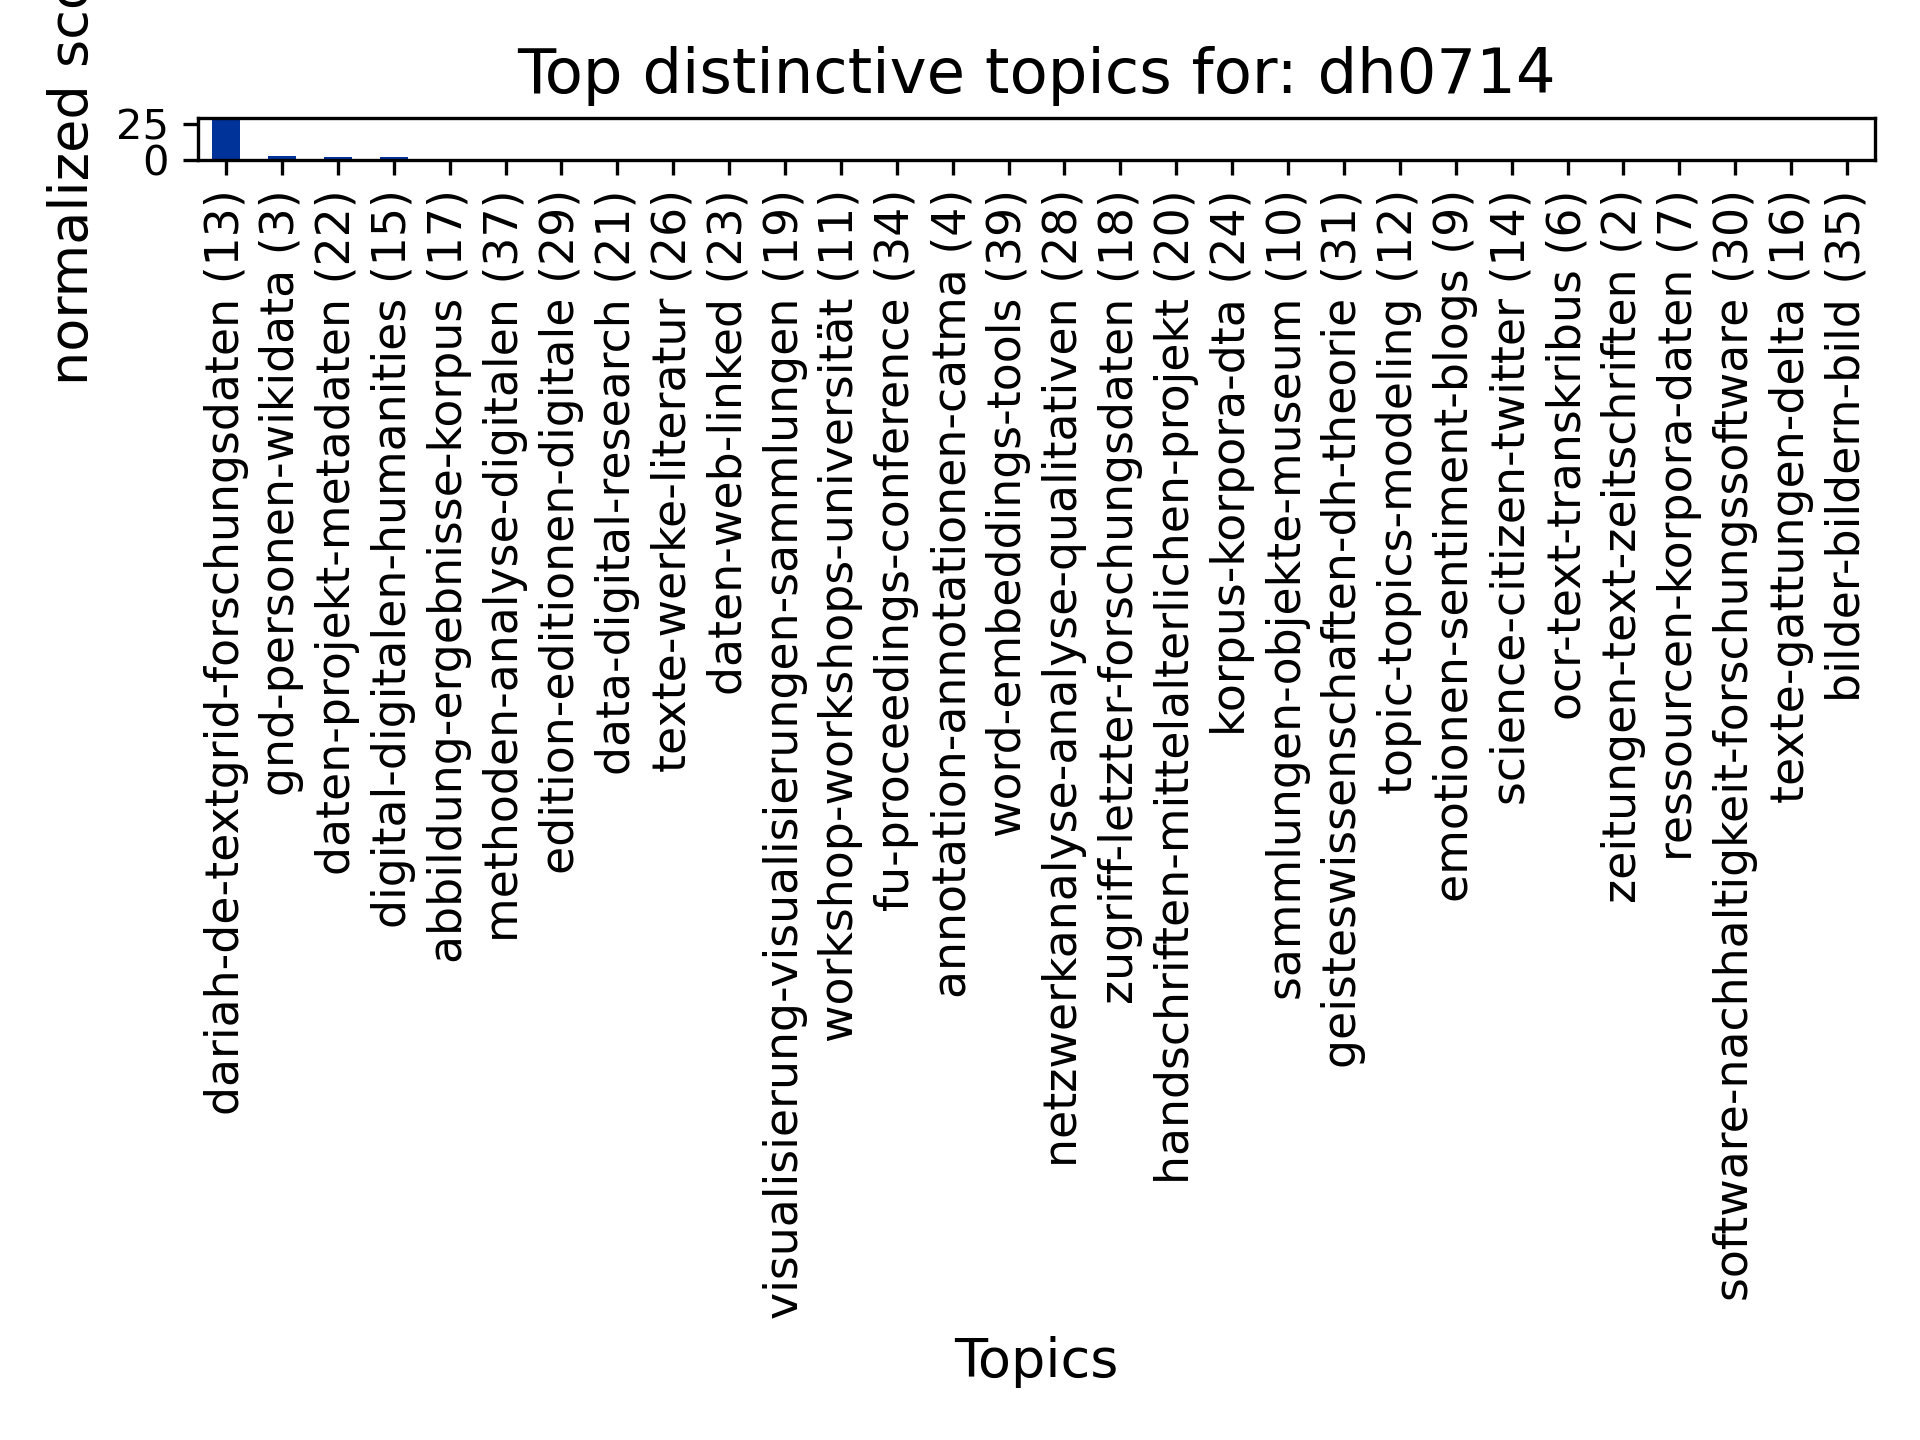 Top distinctive topics for: dh0714
normalized
25
0
dariah-de-textgrid-forschungsdaten (13)
gnd-personen-wikidata (3)
daten-projekt-metadaten (22)
digital-digitalen-humanities (15)
abbildung-ergebnisse-korpus (17)
methoden-analyse-digitalen (37)
edition-editionen-digitale (29)
data-digital-research (21)
texte-werke-literatur (26)
daten-web-linked (23)
visualisierung-visualisierungen-sammlungen (19)
workshop-workshops-universität (11)
fu-proceedings-conference (34)
annotation-annotationen-catma (4)
word-embeddings-tools (39)
netzwerkanalyse-analyse-qualitativen (28)
zugriff-letzter-forschungsdaten (18)
handschriften-mittelalterlichen-projekt (20)
korpus-korpora-dta (24)
sammlungen-objekte-museum (10)
geisteswissenschaften-dh-theorie (31)
topic-topics-modeling (12)
emotionen-sentiment-blogs (9)
science-citizen-twitter (14)
ocr-text-transkribus (6)
zeitungen-text-zeitschriften (2)
ressourcen-korpora-daten (7)
software-nachhaltigkeit-forschungssoftware (30)
texte-gattungen-delta (16)
bilder-bildern-bild (35)
Topics